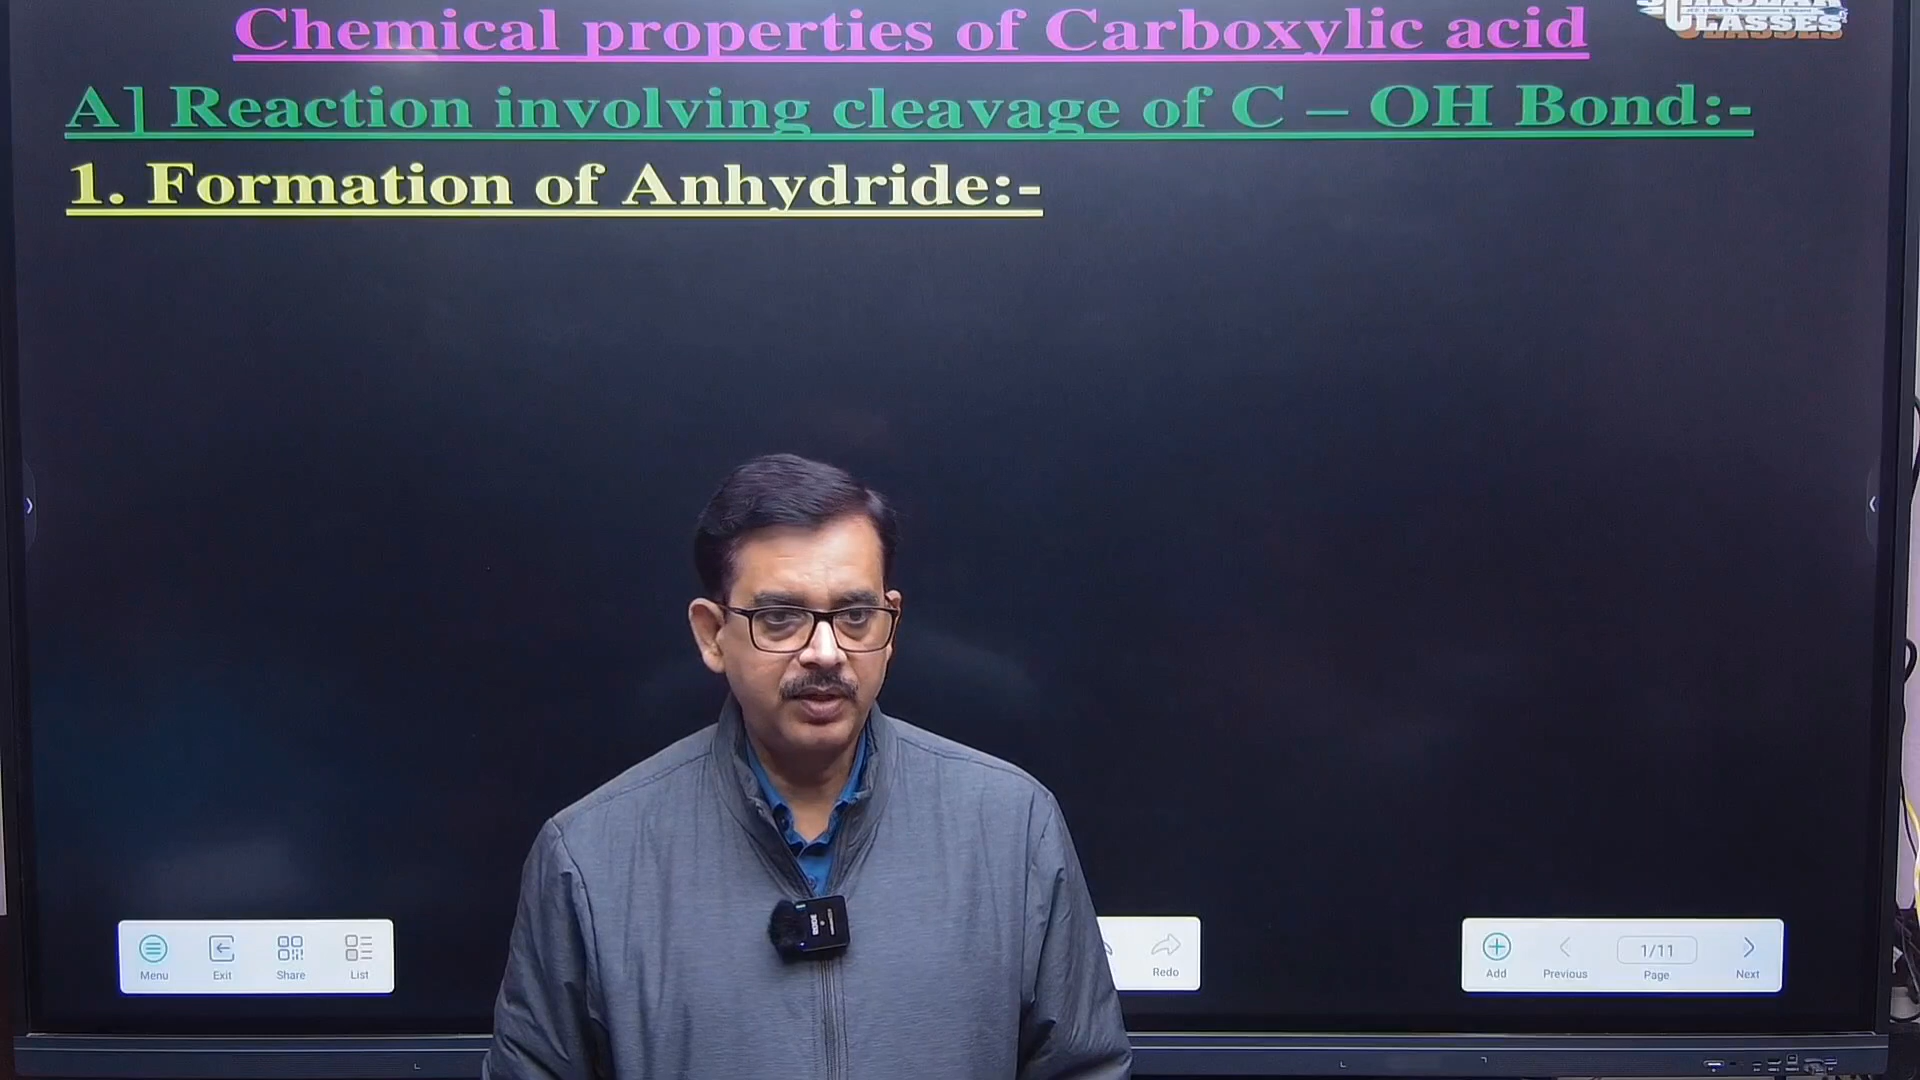 Chemical properties of Carboxylic acid
CLASSES
A] Reaction involving cleavage of C – OH Bond:-
1. Formation of Anhydride:-
Menu
Exit
Share
List
Redo
Add
Previous
1/11
Page
Next